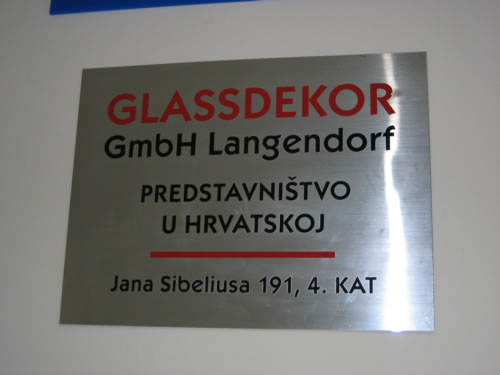 GLASSDEKOR
GmbH Langendorf
PREDSTAVNIŠTVO
U HRVATSKOJ
Jana Sibeliusa 191, 4. KAT